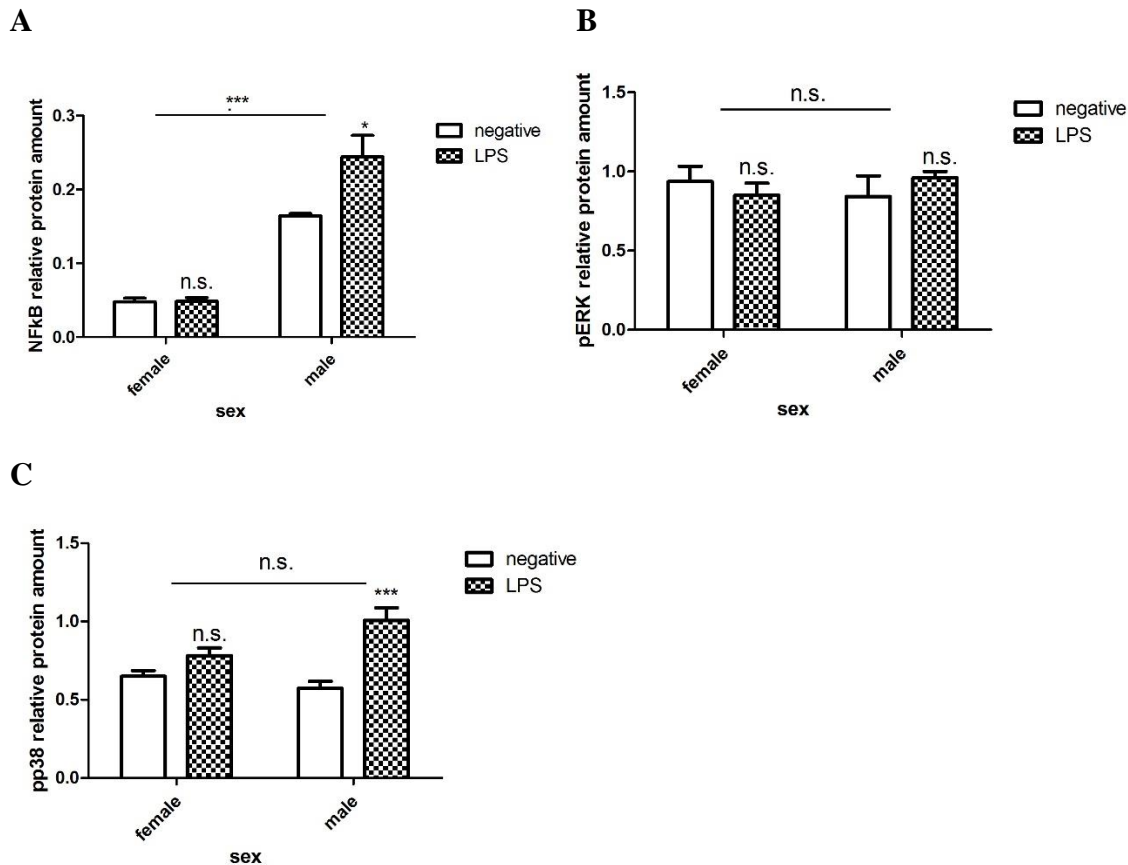 A
NFkB relative protein amount
0.3
0.2
0.1
0.0
***
*
n.s.
female
male
sex
negative
LPS
B
pERK relative protein amount
1.5
1.0
0.5
0.0
n.s.
n.s.
n.s.
female
male
sex
negative
LPS
C
pp38 relative protein amount
1.5
1.0
0.5
0.0
n.s.
***
n.s.
female
male
sex
negative
LPS